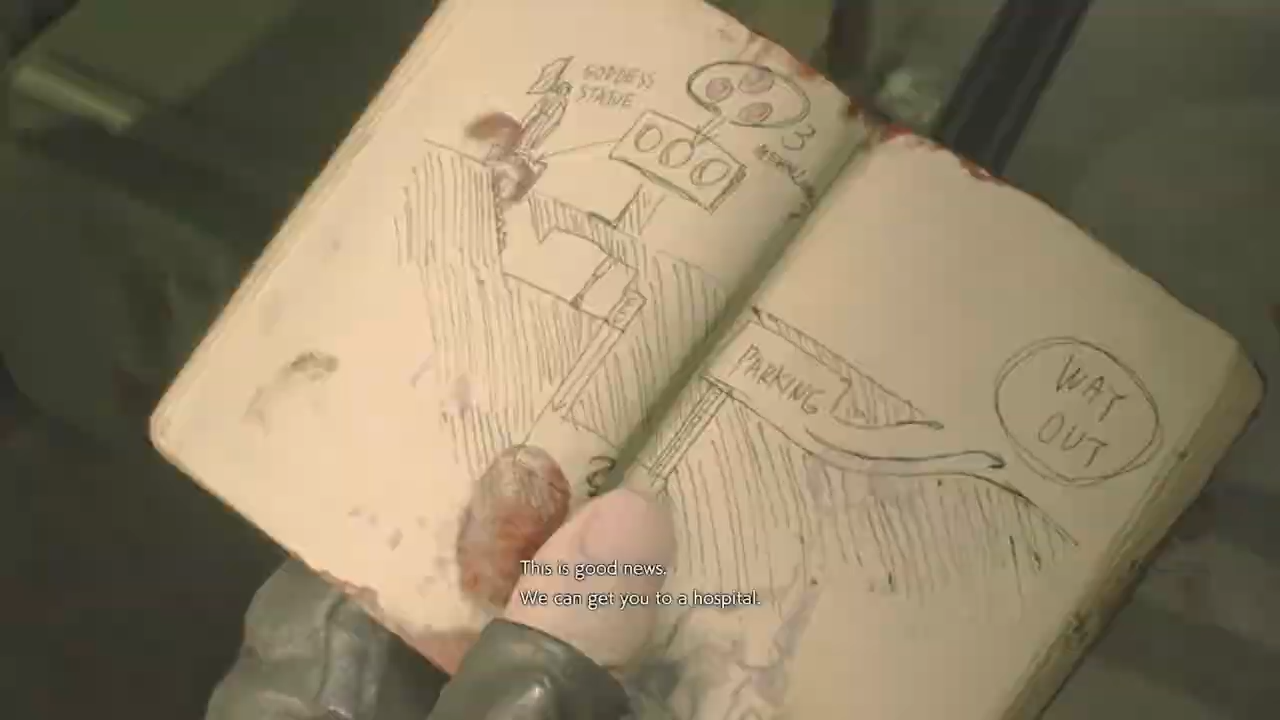 GODDESS
STATUE
3
PARKING
WAY
OUT
?
This is good news.
We can get you to a hospital.